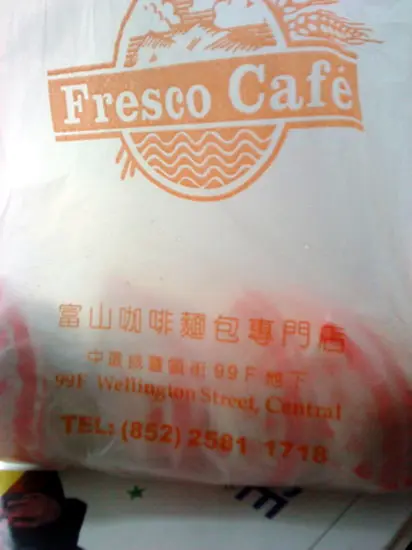 Fresco Café
富山咖啡麵包專門店
中環威靈頓街99F地下
99F Wellington Street, Central
TEL: (852) 2581 1718